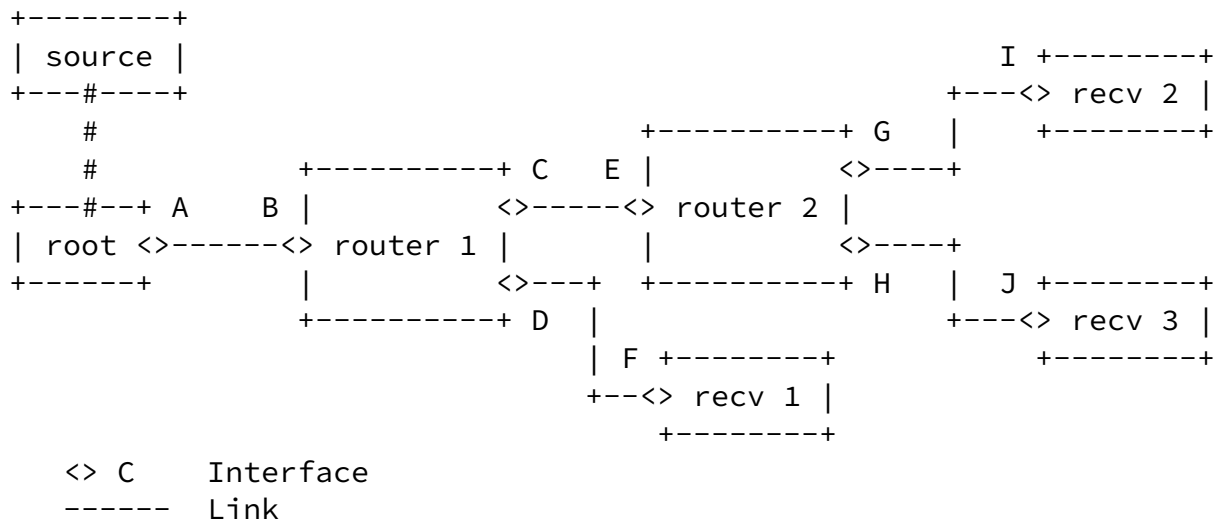 +--------+
| source |                                             I +--------+
+---#----+                                          +---<> recv 2 |
    #                              +----------+ G   |    +--------+
    #           +----------+ C   E |          <>----+
+---#--+ A    B |          <>-----<> router 2 |
| root <>------<> router 1 |       |          <>----+
+------+        |          <>---+  +----------+ H   |  J +--------+
                +----------+ D  |                   +---<> recv 3 |
                                | F +--------+           +--------+
                                +--<> recv 1 |
                                    +--------+
<> C    Interface
------  Link